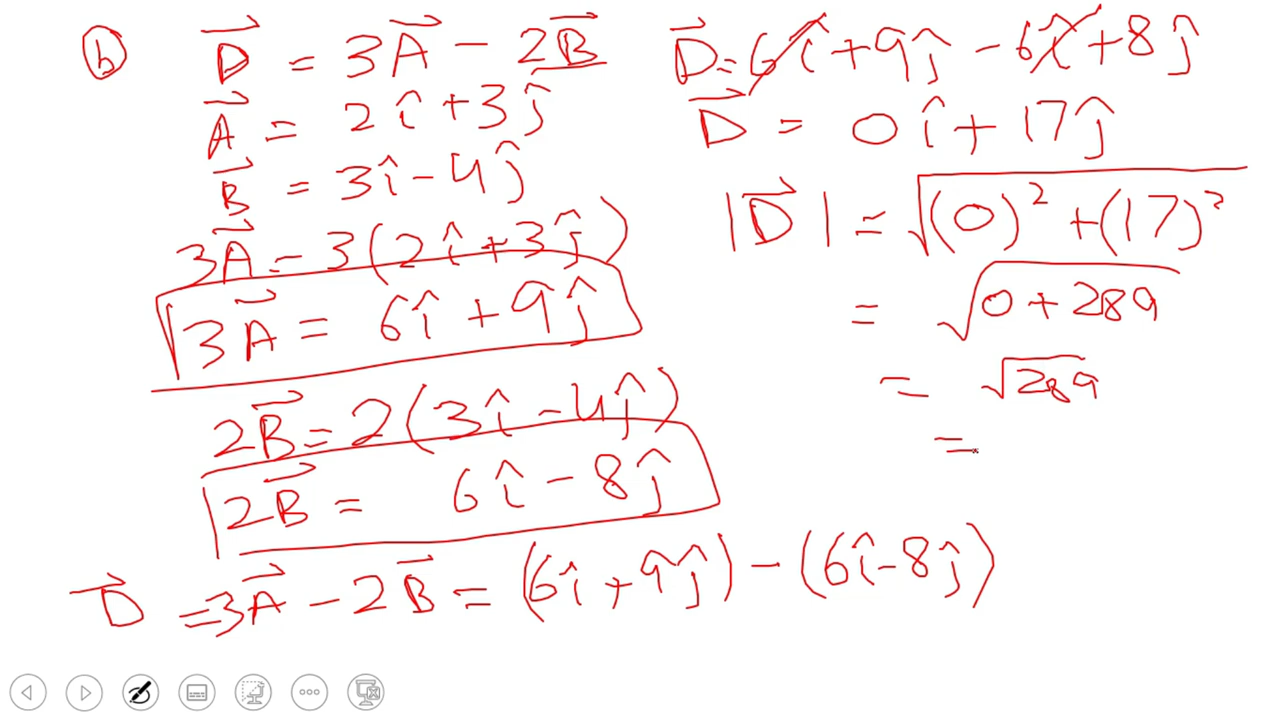 ⓑ D⃗ = 3A⃗ − 2B⃗
A⃗ = 2î + 3ĵ
B⃗ = 3î − 4ĵ
3A⃗ = 3(2î + 3ĵ)
3A⃗ = 6î + 9ĵ
2B⃗ = 2(3î − 4ĵ)
2B⃗ = 6î − 8ĵ
D⃗ = 3A⃗ − 2B⃗ = (6î + 9ĵ) − (6î − 8ĵ)
D⃗ = 6î + 9ĵ − 6î + 8ĵ
D⃗ = 0î + 17ĵ
|D⃗| = √((0)² + (17)²)
= √(0 + 289)
= √289
=